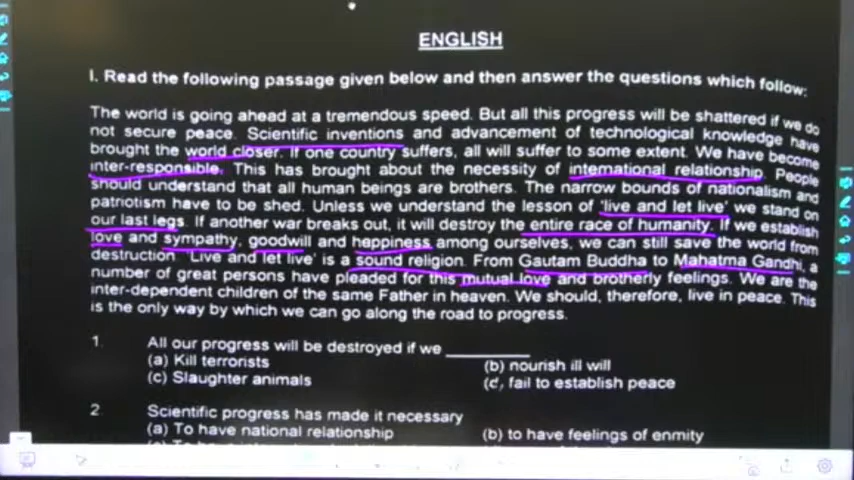 ENGLISH
I. Read the following passage given below and then answer the questions which follow:
The world is going ahead at a tremendous speed. But all this progress will be shattered if we do
not secure peace. Scientific inventions and advancement of technological knowledge have
brought the world closer. If one country suffers, all will suffer to some extent. We have become
inter-responsible. This has brought about the necessity of international relationship. People
should understand that all human beings are brothers. The narrow bounds of nationalism and
patriotism have to be shed. Unless we understand the lesson of 'live and let live' we stand on
our last legs. If another war breaks out, it will destroy the entire race of humanity. If we establish
love and sympathy, goodwill and happiness among ourselves, we can still save the world from
destruction. 'Live and let live' is a sound religion. From Gautam Buddha to Mahatma Gandhi, a
number of great persons have pleaded for this mutual love and brotherly feelings. We are the
inter-dependent children of the same Father in heaven. We should, therefore, live in peace. This
is the only way by which we can go along the road to progress.
1. All our progress will be destroyed if we ________
(a) Kill terrorists (b) nourish ill will
(c) Slaughter animals (d) fail to establish peace
2. Scientific progress has made it necessary
(a) To have national relationship (b) to have feelings of enmity